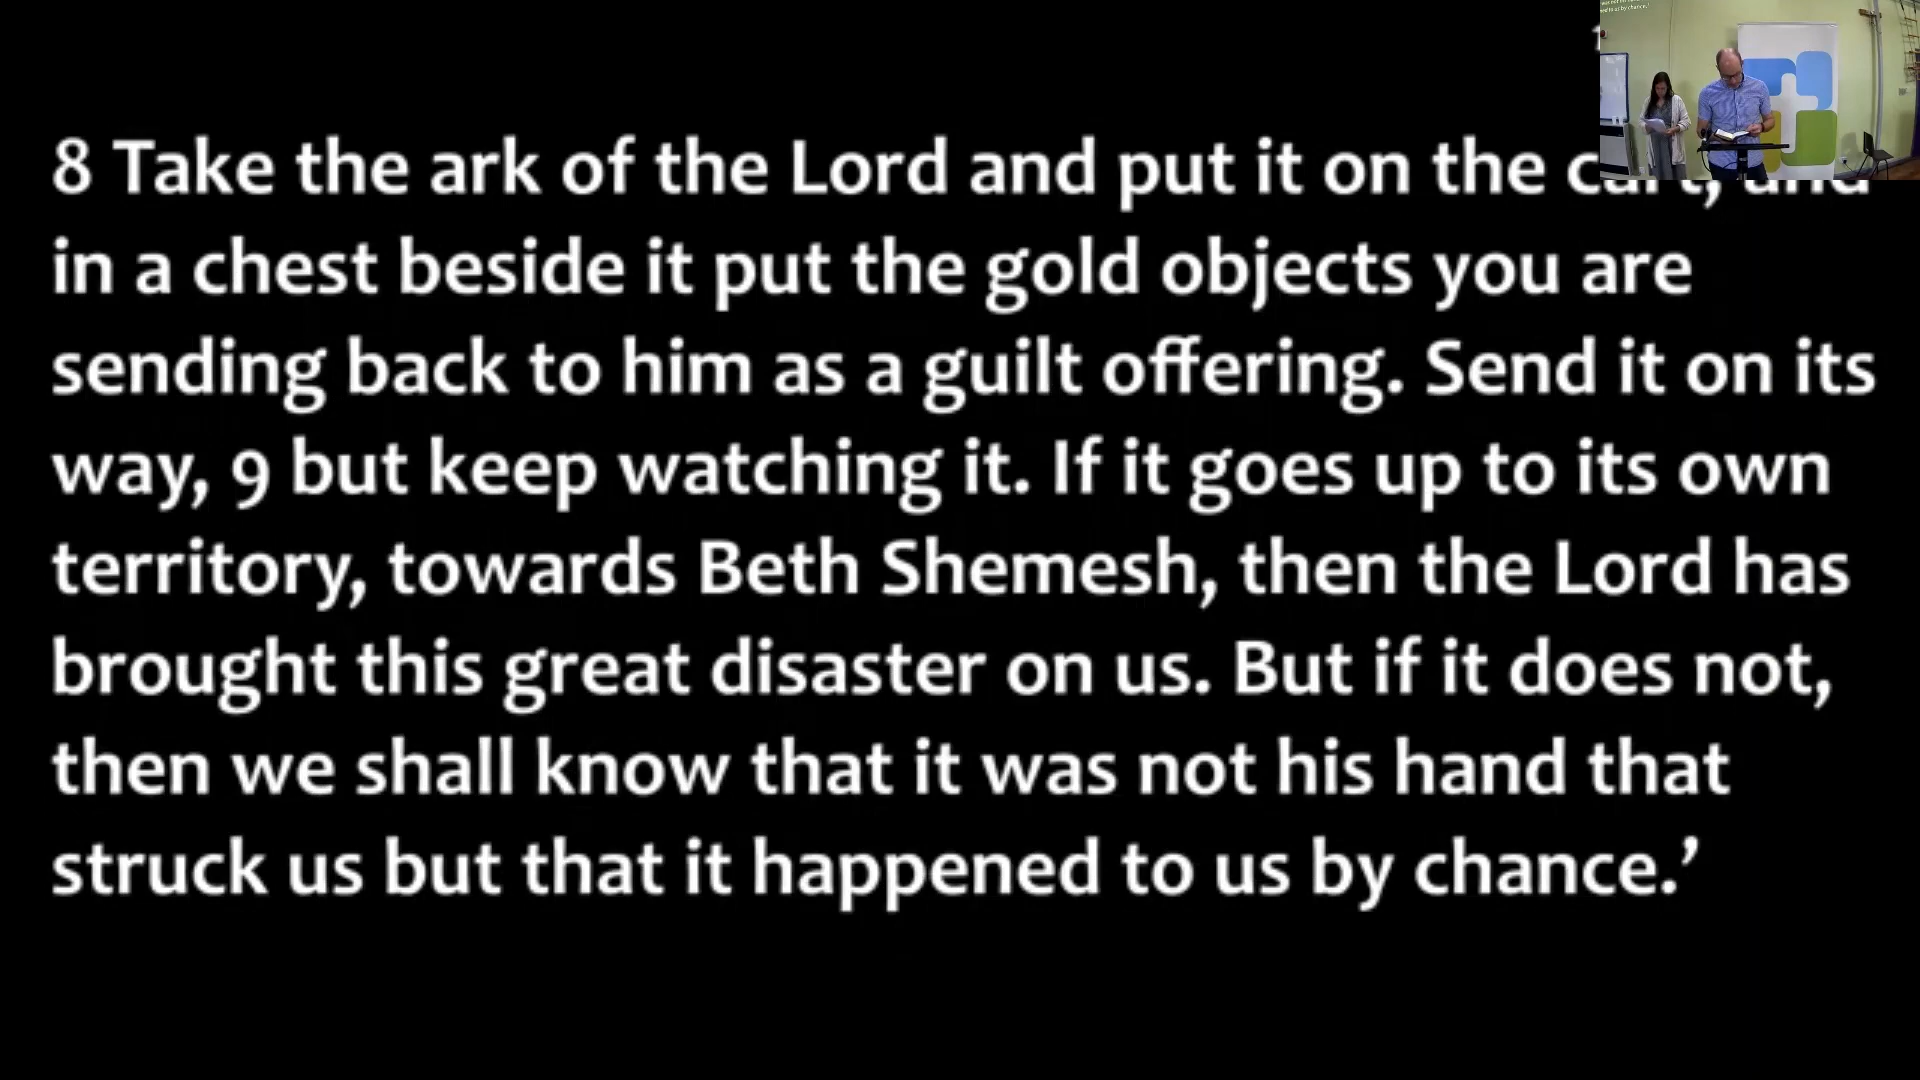 8 Take the ark of the Lord and put it on the cart, and
in a chest beside it put the gold objects you are
sending back to him as a guilt offering. Send it on its
way, 9 but keep watching it. If it goes up to its own
territory, towards Beth Shemesh, then the Lord has
brought this great disaster on us. But if it does not,
then we shall know that it was not his hand that
struck us but that it happened to us by chance.’
to us by chance.’